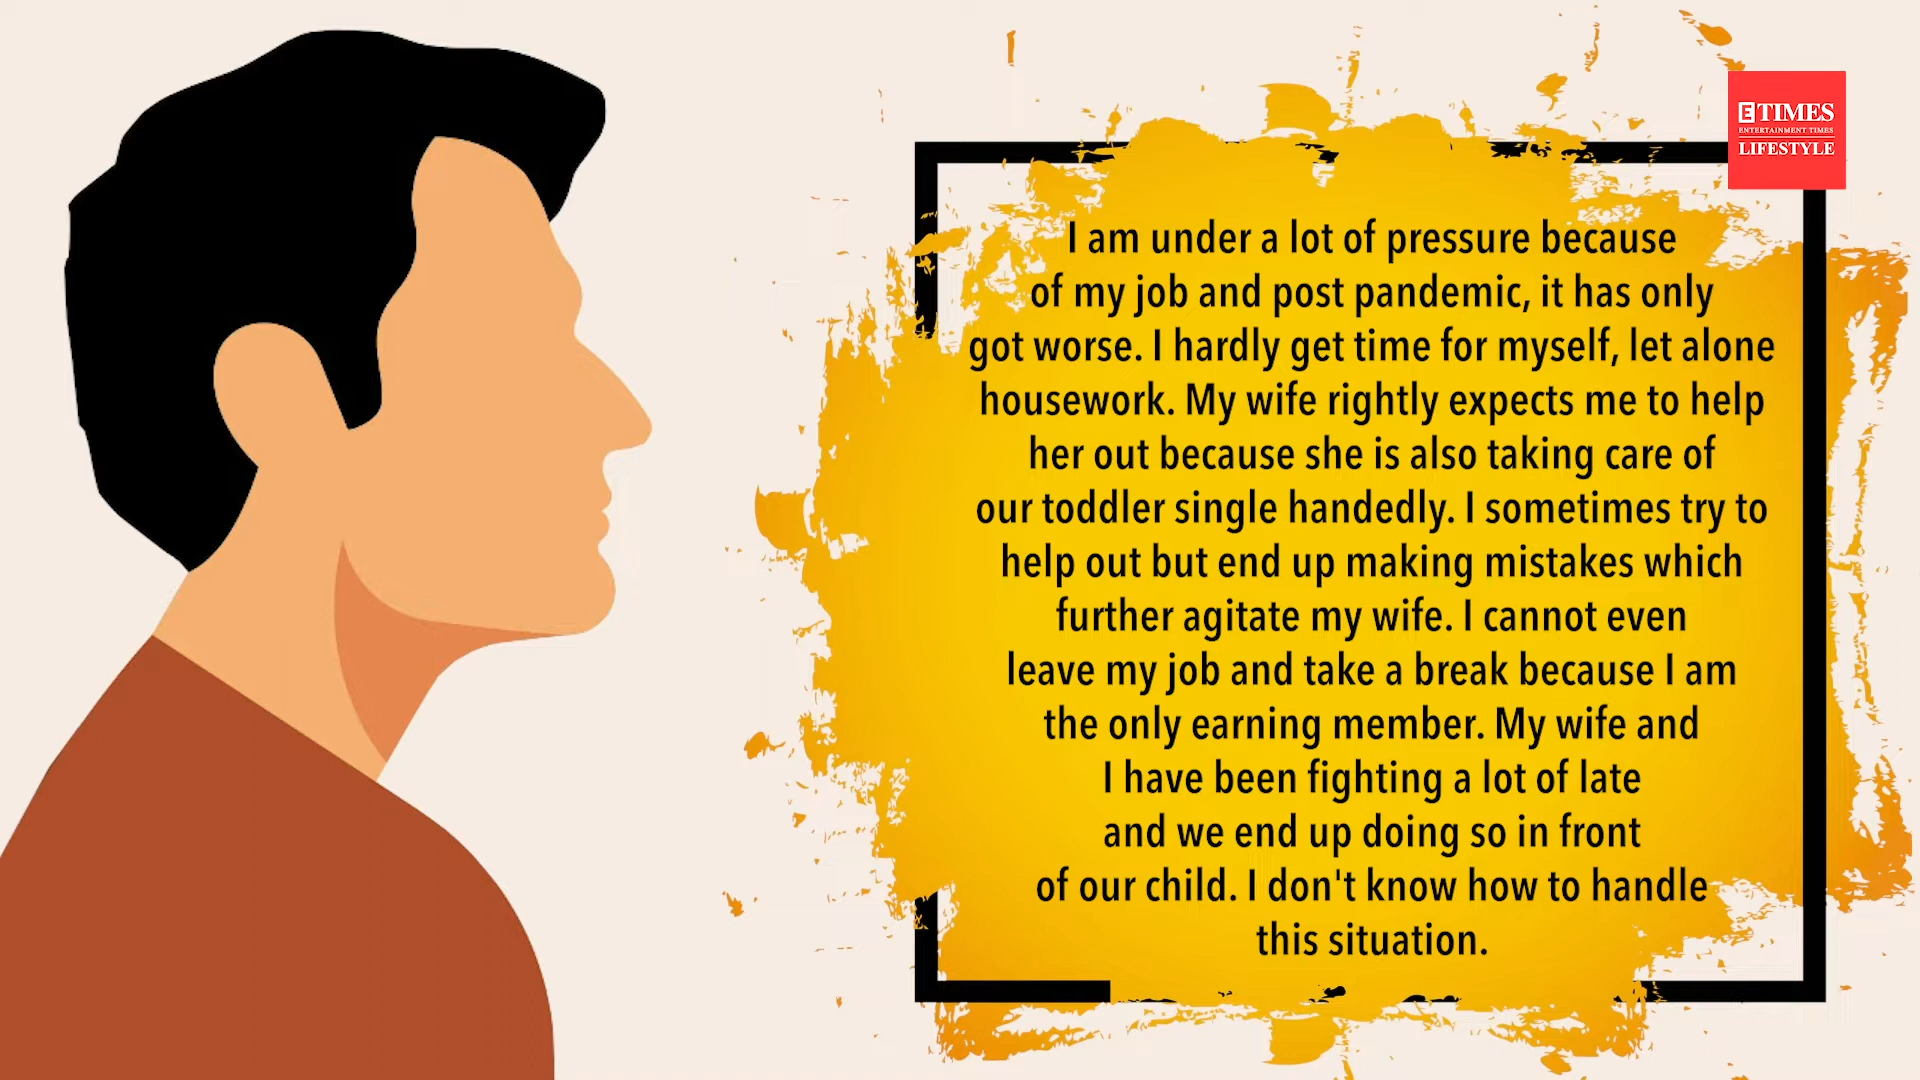 ETIMES
ENTERTAINMENT TIMES
LIFESTYLE
I am under a lot of pressure because
of my job and post pandemic, it has only
got worse. I hardly get time for myself, let alone
housework. My wife rightly expects me to help
her out because she is also taking care of
our toddler single handedly. I sometimes try to
help out but end up making mistakes which
further agitate my wife. I cannot even
leave my job and take a break because I am
the only earning member. My wife and
I have been fighting a lot of late
and we end up doing so in front
of our child. I don't know how to handle
this situation.